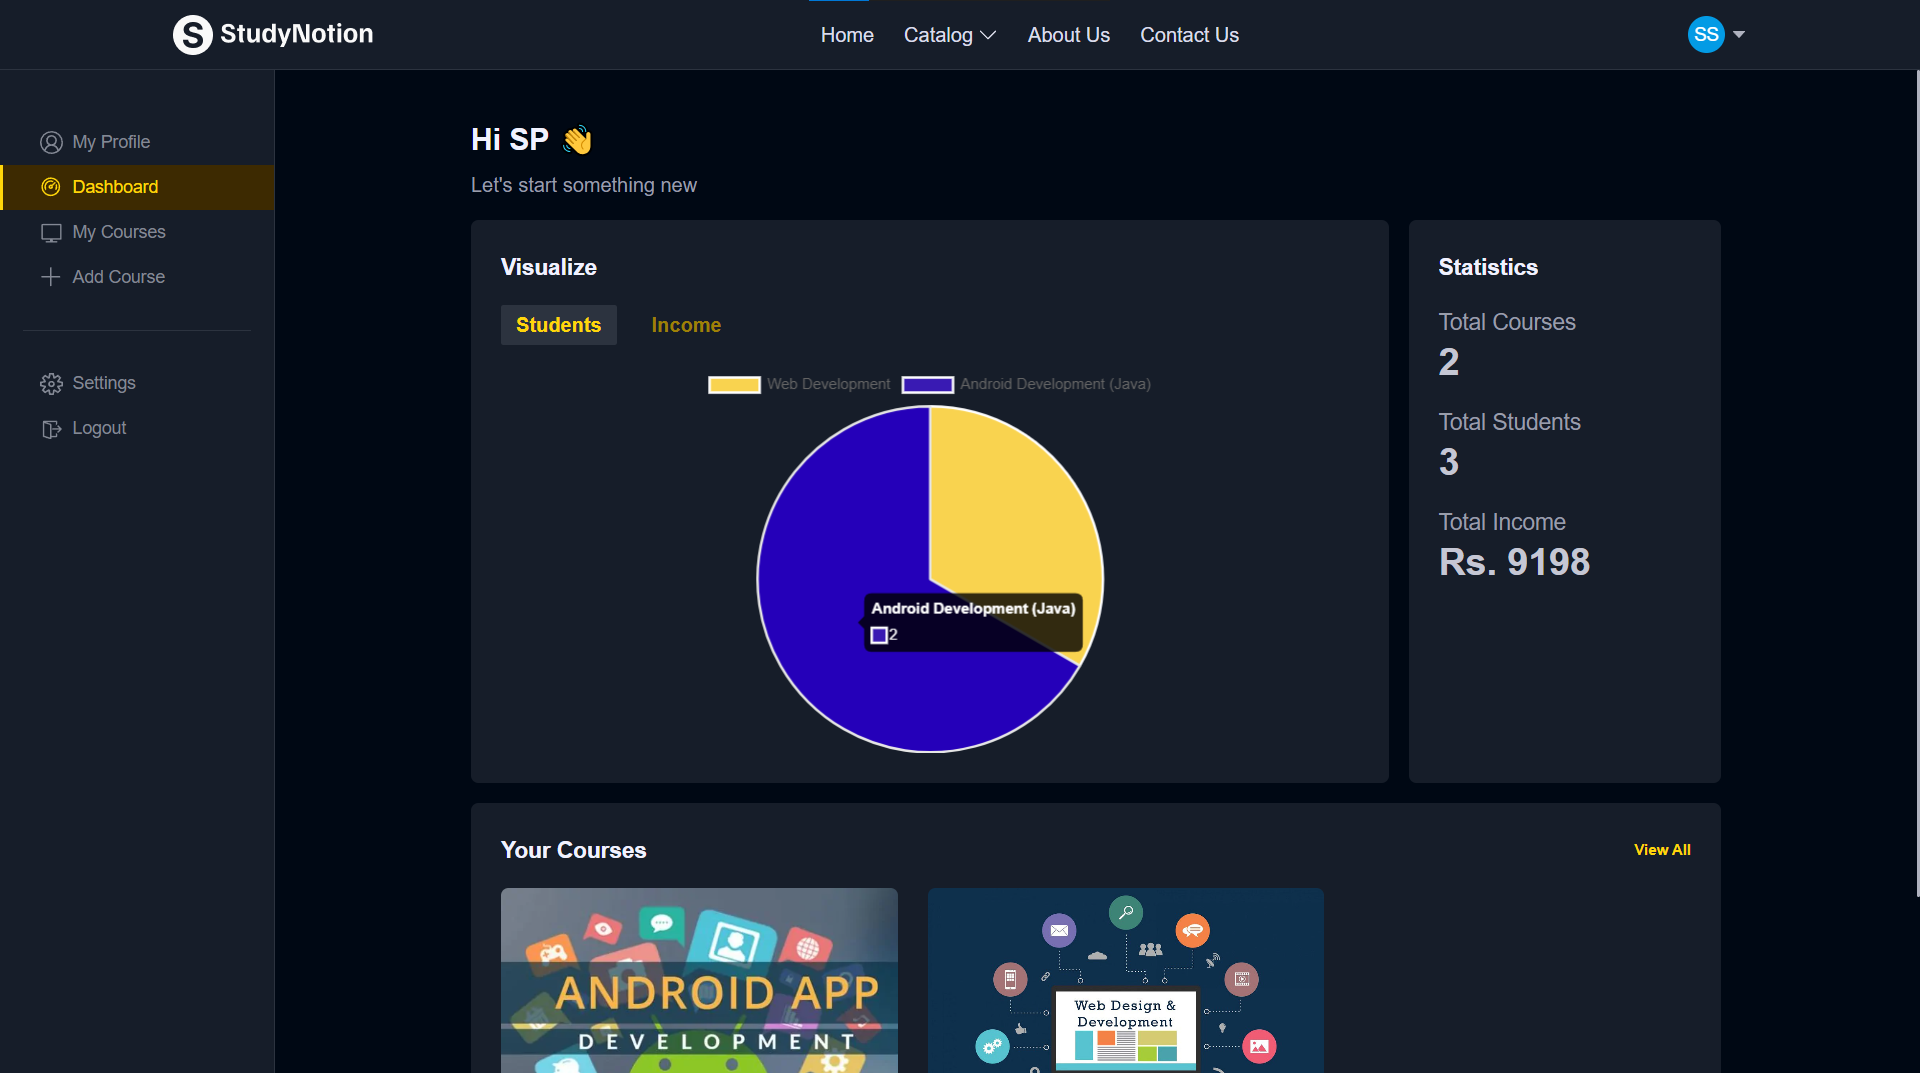 StudyNotion
Home
Catalog
About Us
Contact Us
SS
My Profile
Dashboard
My Courses
Add Course
Settings
Logout
Hi SP 👋
Let's start something new
Visualize
Students
Income
Web Development
Android Development (Java)
Android Development (Java)
2
Statistics
Total Courses
2
Total Students
3
Total Income
Rs. 9198
Your Courses
View All
ANDROID APP
DEVELOPMENT
Web Design &
Development